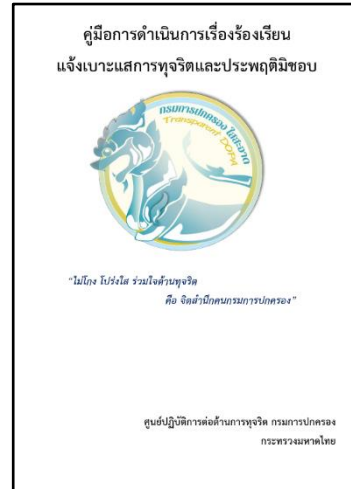 คู่มือการดำเนินการเรื่องร้องเรียน
แจ้งเบาะแสการทุจริตและประพฤติมิชอบ
กรมการปกครอง ใสสะอาด
Transparent DOPA
"ไม่โกง โปร่งใส ร่วมใจต้านทุจริต
คือ จิตสำนึกคนกรมการปกครอง"
ศูนย์ปฏิบัติการต่อต้านการทุจริต กรมการปกครอง
กระทรวงมหาดไทย